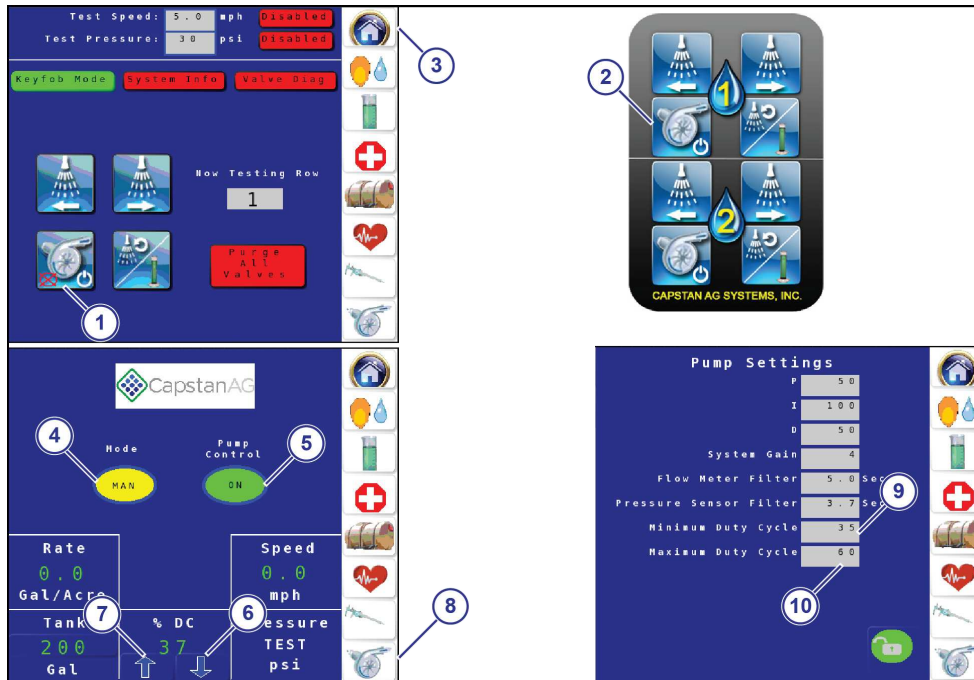 Test Speed: 5.0 mph Disabled
Test Pressure: 30 psi Disabled
Keyfob Mode System Info Valve Diag
Now Testing Row
1
Purge
All
Valves
1
3
2
1
2
CAPSTAN AG SYSTEMS, INC.
CapstanAG
4
5
Mode
Pump
Control
MAN
ON
Rate
Speed
0.0
0.0
Gal/Acre
mph
7
6
8
Tank
% DC
essure
200
37
TEST
Gal
psi
Pump Settings
P 50
I 100
D 50
System Gain 4
Flow Meter Filter 5.0 Sec
Pressure Sensor Filter 3.7 Sec
Minimum Duty Cycle 35
Maximum Duty Cycle 60
9
10